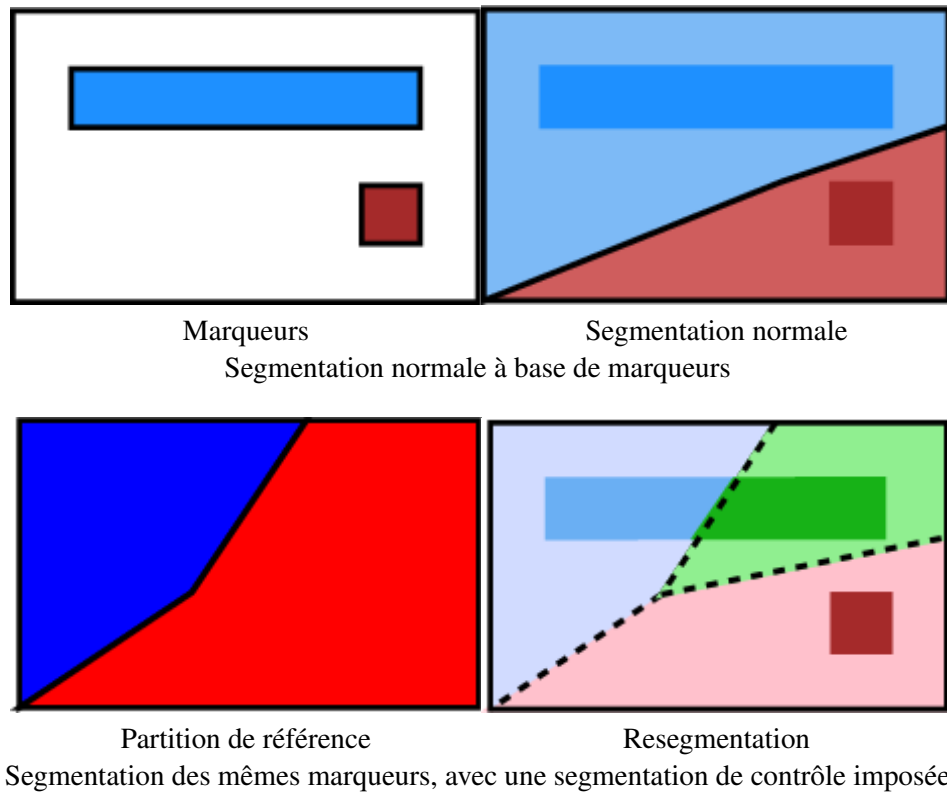 Marqueurs
Segmentation normale
Segmentation normale à base de marqueurs
Partition de référence
Resegmentation
Segmentation des mêmes marqueurs, avec une segmentation de contrôle imposée